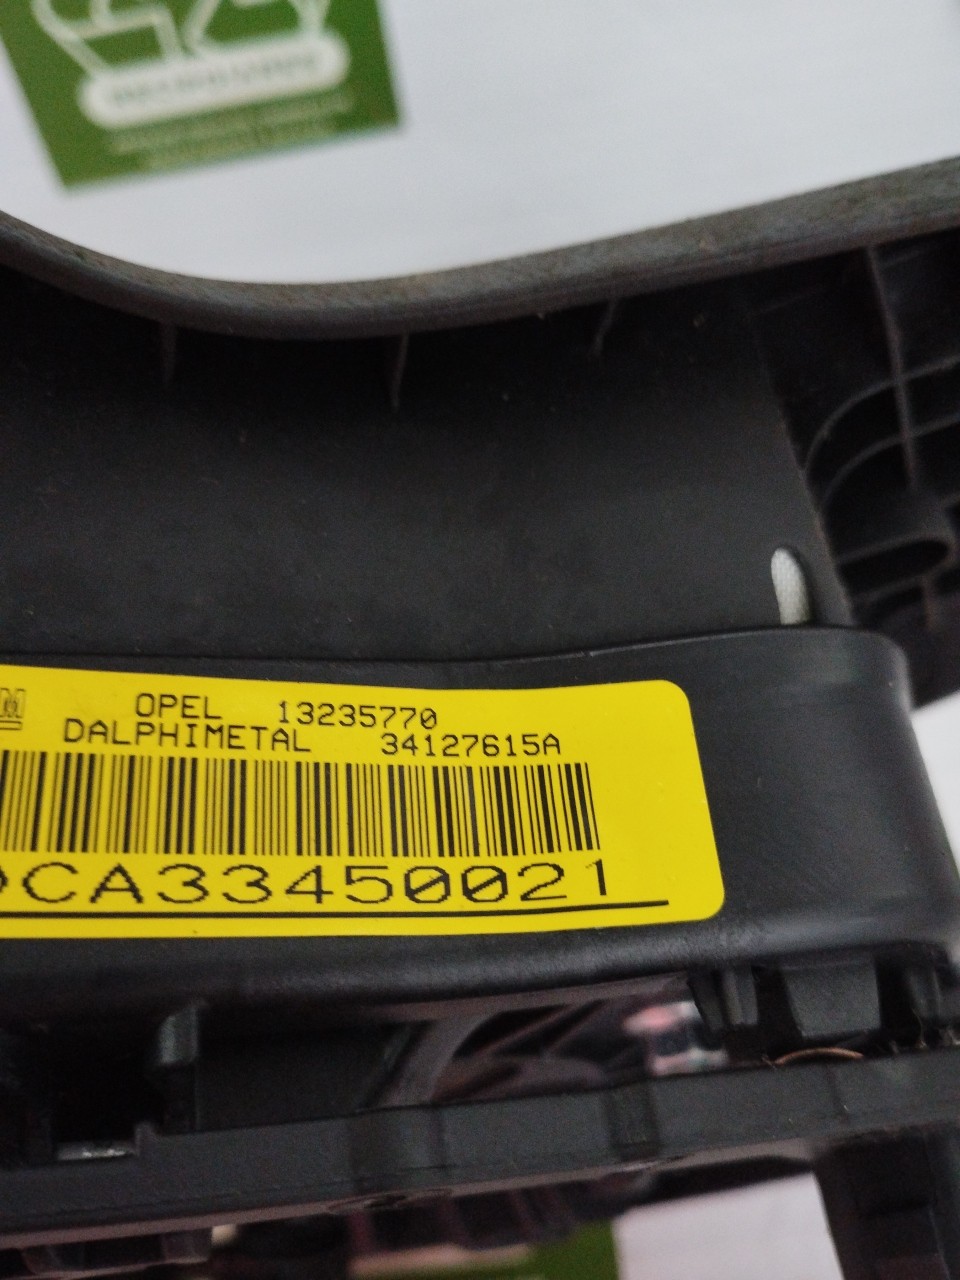 M OPEL 13235770
DALPHIMETAL 34127615A
CA33450021